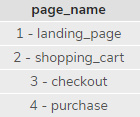 page_name
1 - landing_page
2 - shopping_cart
3 - checkout
4 - purchase